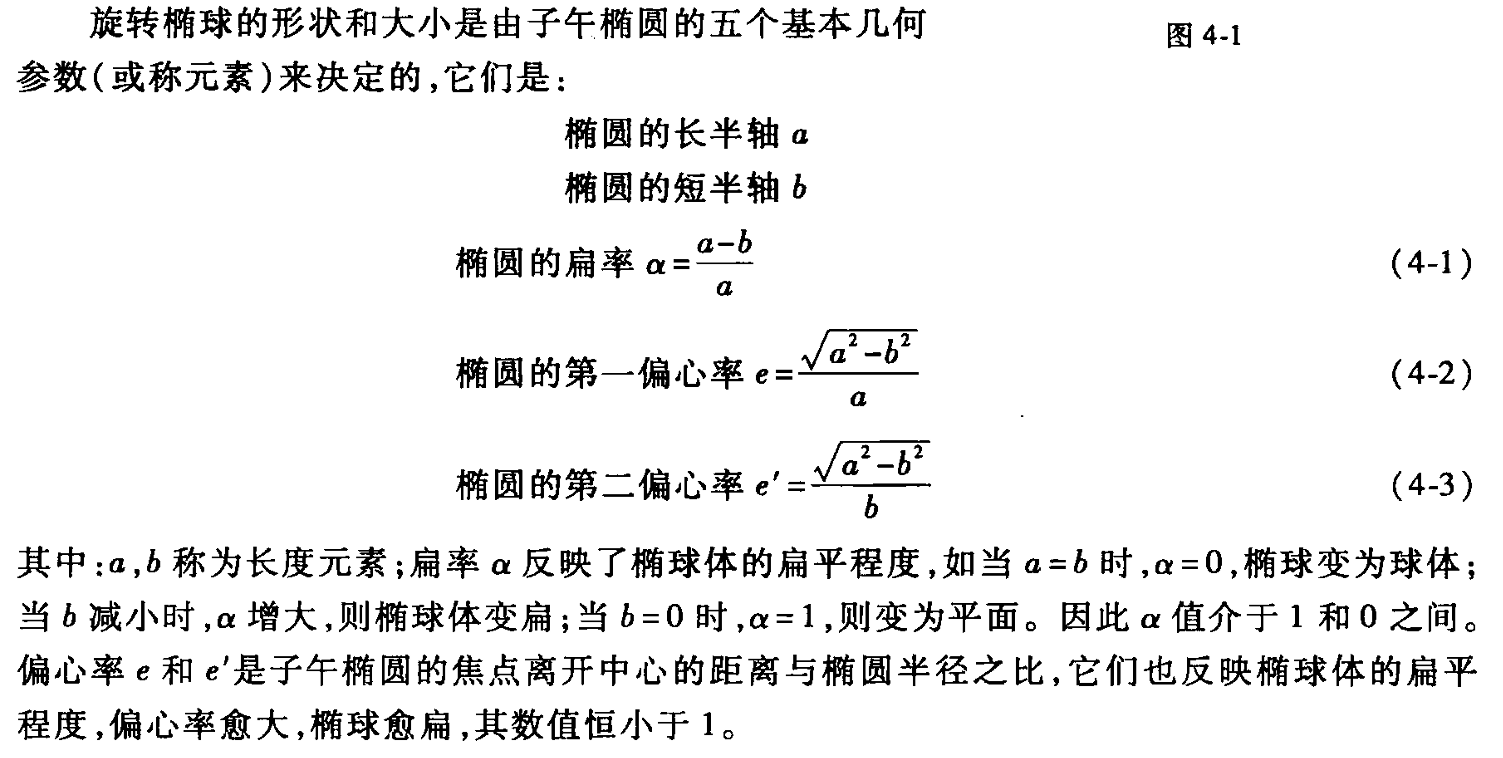 旋转椭球的形状和大小是由子午椭圆的五个基本几何
图 4-1
参数(或称元素)来决定的,它们是:
椭圆的长半轴 a
椭圆的短半轴 b
椭圆的扁率 α=\frac{a-b}{a} (4-1)
椭圆的第一偏心率 e=\frac{\sqrt{a^2-b^2}}{a} (4-2)
椭圆的第二偏心率 e′=\frac{\sqrt{a^2-b^2}}{b} (4-3)
其中:a,b 称为长度元素;扁率 α 反映了椭球体的扁平程度,如当 a=b 时,α=0,椭球变为球体;
当 b 减小时,α 增大,则椭球体变扁;当 b=0 时,α=1,则变为平面。因此 α 值介于 1 和 0 之间。
偏心率 e 和 e′是子午椭圆的焦点离开中心的距离与椭圆半径之比,它们也反映椭球体的扁平
程度,偏心率愈大,椭球愈扁,其数值恒小于 1。